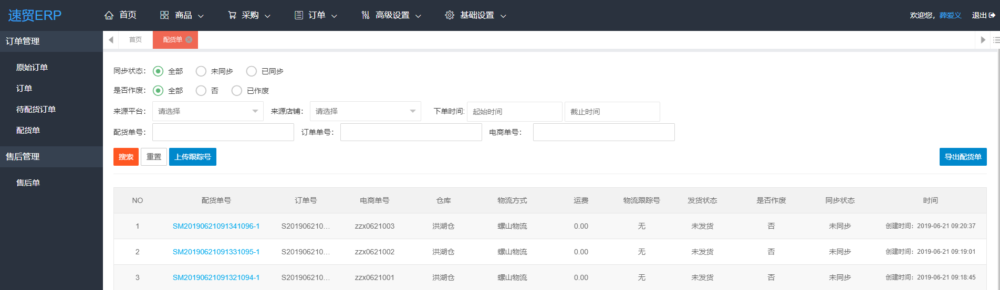 速贸ERP 首页 商品 采购 订单 高级设置 基础设置 欢迎您，葬爱义 退出
订单管理
原始订单
订单
待配货订单
配货单
售后管理
售后单
首页 配货单
同步状态： 全部 未同步 已同步
是否作废： 全部 否 已作废
来源平台： 请选择 来源店铺： 请选择 下单时间: 起始时间 截止时间
配货单号： 订单单号： 电商单号：
搜索 重置 上传跟踪号 导出配货单
NO 配货单号 订单号 电商单号 仓库 物流方式 运费 物流跟踪号 发货状态 是否作废 同步状态 时间
1 SM20190621091341096-1 S201906210... zzx0621003 洪湖仓 螺山物流 0.00 无 未发货 否 未同步 创建时间：2019-06-21 09:20:37
2 SM20190621091331095-1 S201906210... zzx0621002 洪湖仓 螺山物流 0.00 无 未发货 否 未同步 创建时间：2019-06-21 09:19:01
3 SM20190621091321094-1 S201906210... zzx0621001 洪湖仓 螺山物流 0.00 无 未发货 否 未同步 创建时间：2019-06-21 09:18:45